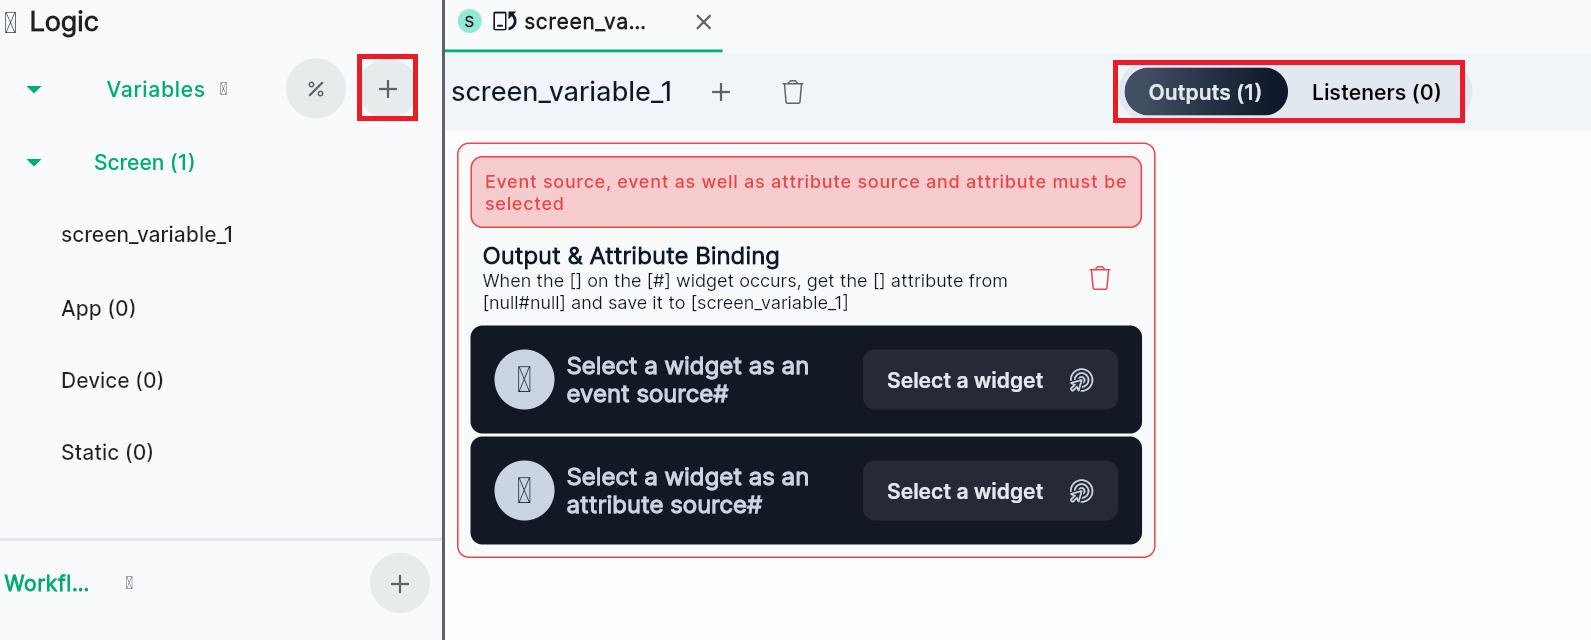 Logic
Variables
%
Screen (1)
screen_variable_1
App (0)
Device (0)
Static (0)
Workfl...
S screen_va...
screen_variable_1
Outputs (1) Listeners (0)
Event source, event as well as attribute source and attribute must be
selected
Output & Attribute Binding
When the [] on the [#] widget occurs, get the [] attribute from
[null#null] and save it to [screen_variable_1]
Select a widget as an
event source#
Select a widget
Select a widget as an
attribute source#
Select a widget